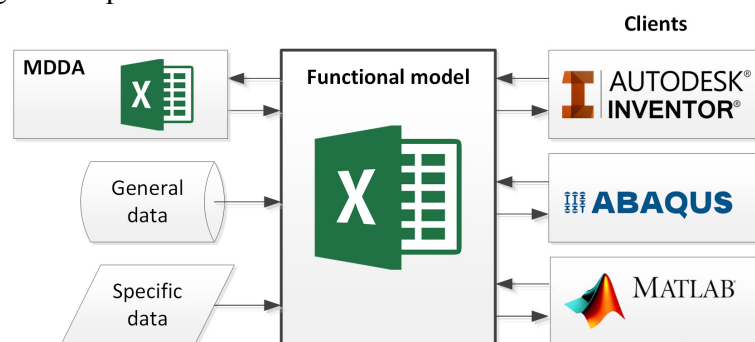 Clients
MDDA
X
Functional model
X
AUTODESK®
INVENTOR®
General
data
ABAQUS
Specific
data
MATLAB